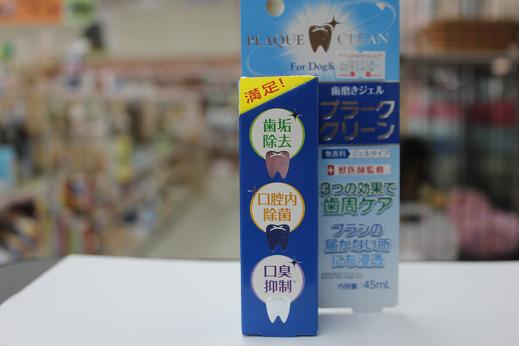 PLAQUE CLEAN
For Dog&
満足!
歯垢
除去
口腔内
除菌
口臭
抑制
歯磨きジェル
プラーク
クリーン
無香料 ジェルタイプ
獣医師監修
3つの効果で
歯周ケア
ブラシの
届かない所
にも浸透
内容量:45mL